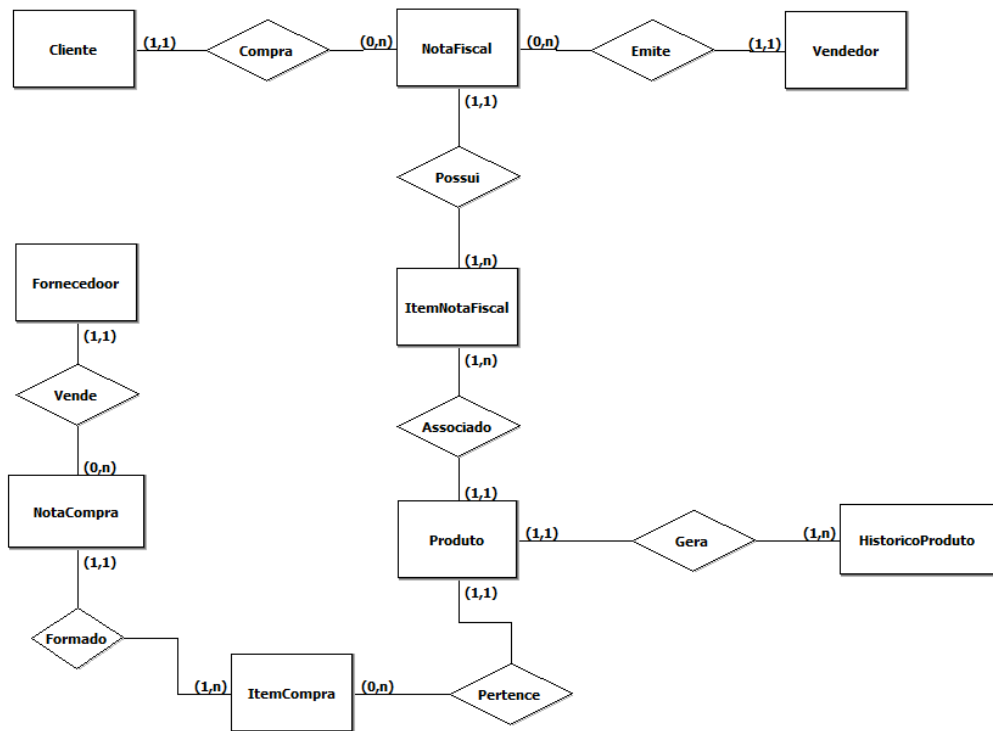 Cliente
(1,1)
Compra
(0,n)
NotaFiscal
(0,n)
Emite
(1,1)
Vendedor
(1,1)
Possui
(1,n)
ItemNotaFiscal
(1,n)
Associado
(1,1)
Fornecedoor
(1,1)
Vende
(0,n)
NotaCompra
(1,1)
Formado
(1,n)
ItemCompra
(0,n)
Pertence
(1,1)
Produto
(1,1)
Gera
(1,n)
HistoricoProduto